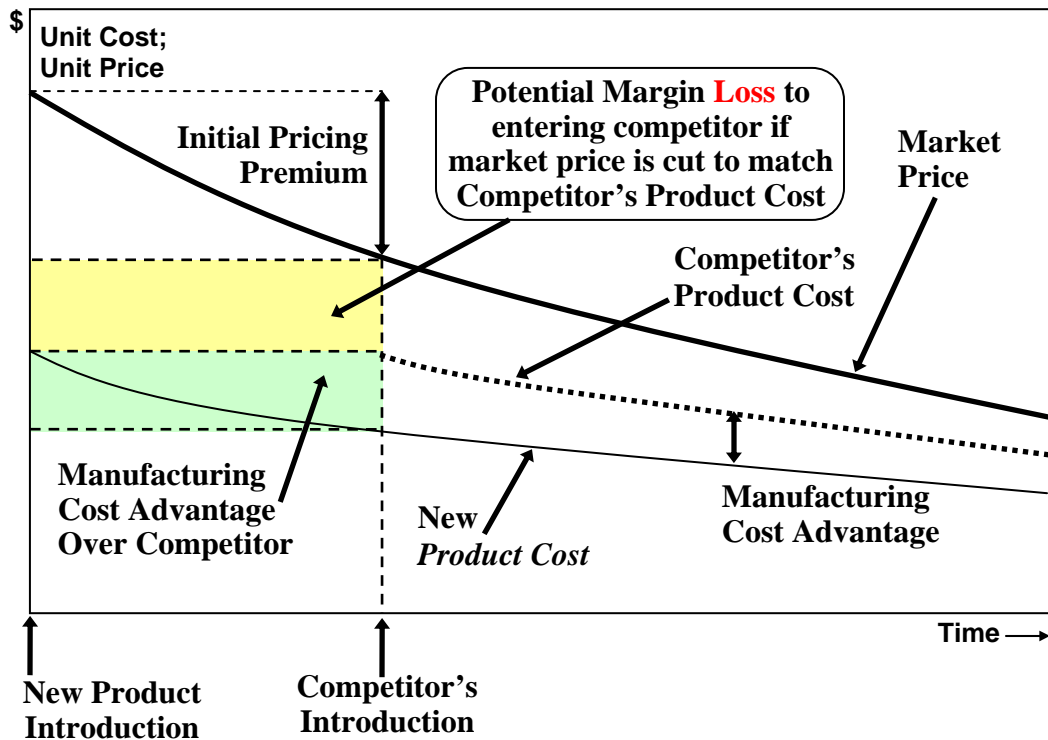 $
Unit Cost;
Unit Price
Initial Pricing
Premium
Potential Margin Loss to
entering competitor if
market price is cut to match
Competitor’s Product Cost
Market
Price
Competitor’s
Product Cost
Manufacturing
Cost Advantage
Over Competitor
New
Product Cost
Manufacturing
Cost Advantage
Time
New Product
Introduction
Competitor’s
Introduction